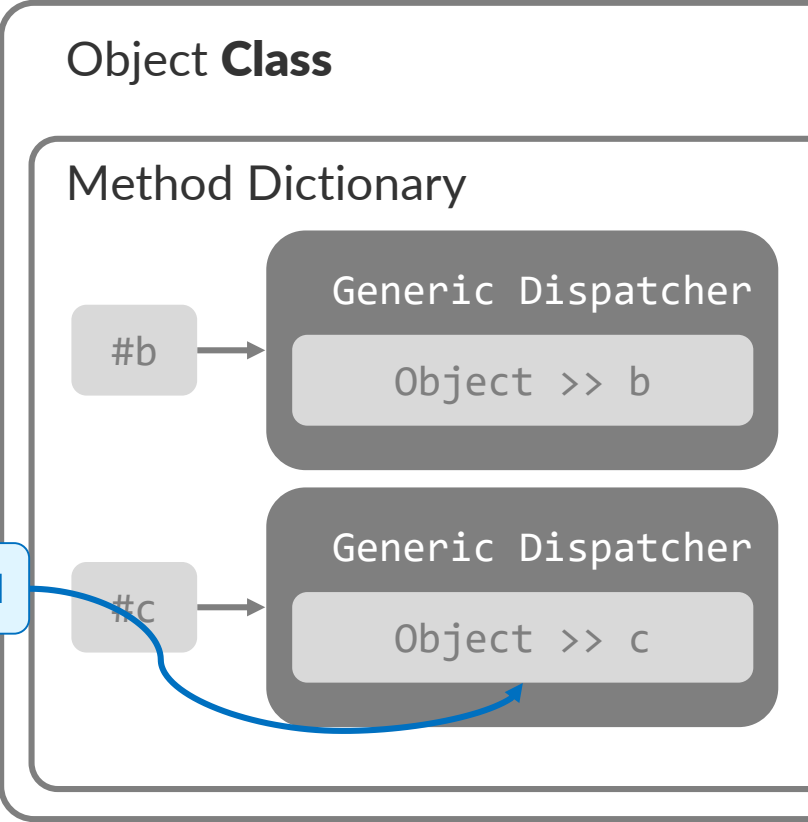 Object Class
Method Dictionary
Generic Dispatcher
#b
Object >> b
Generic Dispatcher
#c
Object >> c